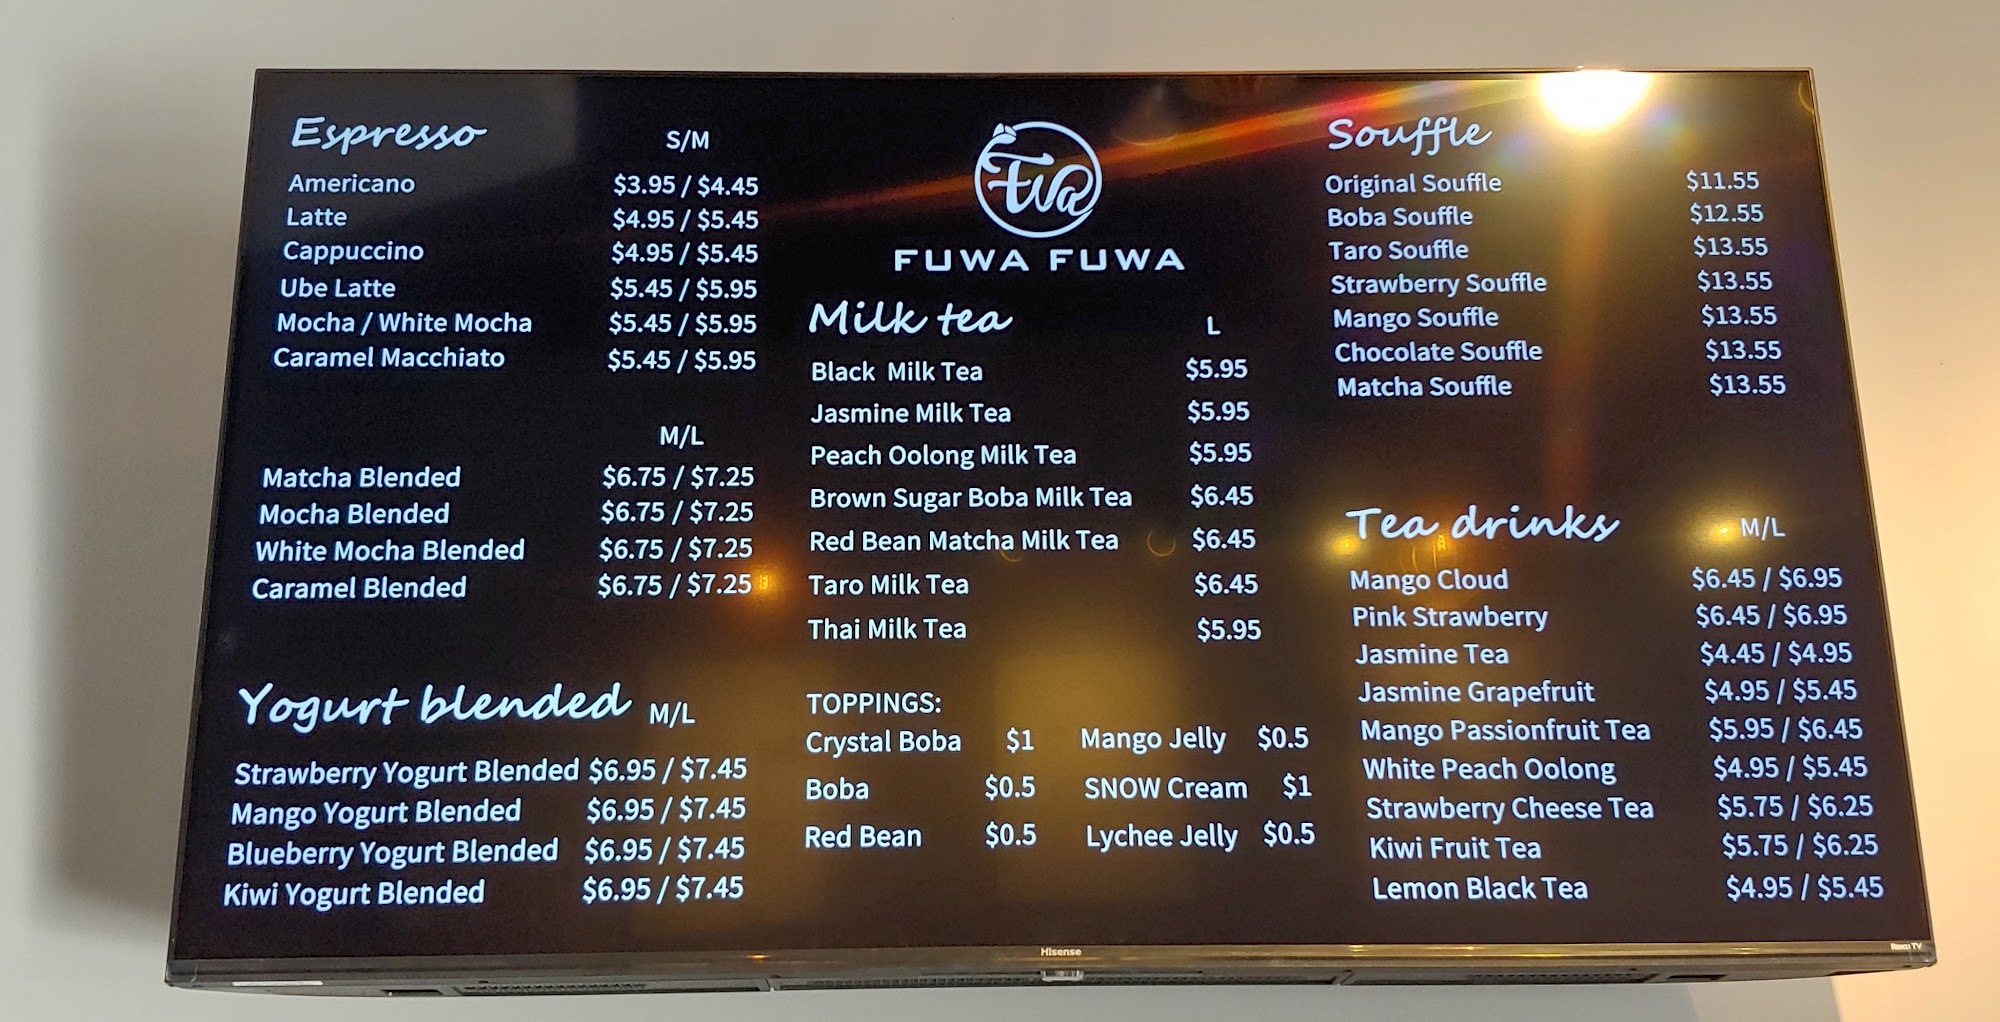 Espresso S/M
Americano $3.95 / $4.45
Latte $4.95 / $5.45
Cappuccino $4.95 / $5.45
Ube Latte $5.45 / $5.95
Mocha / White Mocha $5.45 / $5.95
Caramel Macchiato $5.45 / $5.95
M/L
Matcha Blended $6.75 / $7.25
Mocha Blended $6.75 / $7.25
White Mocha Blended $6.75 / $7.25
Caramel Blended $6.75 / $7.25
Yogurt blended M/L
Strawberry Yogurt Blended $6.95 / $7.45
Mango Yogurt Blended $6.95 / $7.45
Blueberry Yogurt Blended $6.95 / $7.45
Kiwi Yogurt Blended $6.95 / $7.45
Fwa
FUWA FUWA
Milk tea L
Black Milk Tea $5.95
Jasmine Milk Tea $5.95
Peach Oolong Milk Tea $5.95
Brown Sugar Boba Milk Tea $6.45
Red Bean Matcha Milk Tea $6.45
Taro Milk Tea $6.45
Thai Milk Tea $5.95
TOPPINGS:
Crystal Boba $1 Mango Jelly $0.5
Boba $0.5 SNOW Cream $1
Red Bean $0.5 Lychee Jelly $0.5
Souffle
Original Souffle $11.55
Boba Souffle $12.55
Taro Souffle $13.55
Strawberry Souffle $13.55
Mango Souffle $13.55
Chocolate Souffle $13.55
Matcha Souffle $13.55
Tea drinks M/L
Mango Cloud $6.45 / $6.95
Pink Strawberry $6.45 / $6.95
Jasmine Tea $4.45 / $4.95
Jasmine Grapefruit $4.95 / $5.45
Mango Passionfruit Tea $5.95 / $6.45
White Peach Oolong $4.95 / $5.45
Strawberry Cheese Tea $5.75 / $6.25
Kiwi Fruit Tea $5.75 / $6.25
Lemon Black Tea $4.95 / $5.45
Hisense
Roku TV